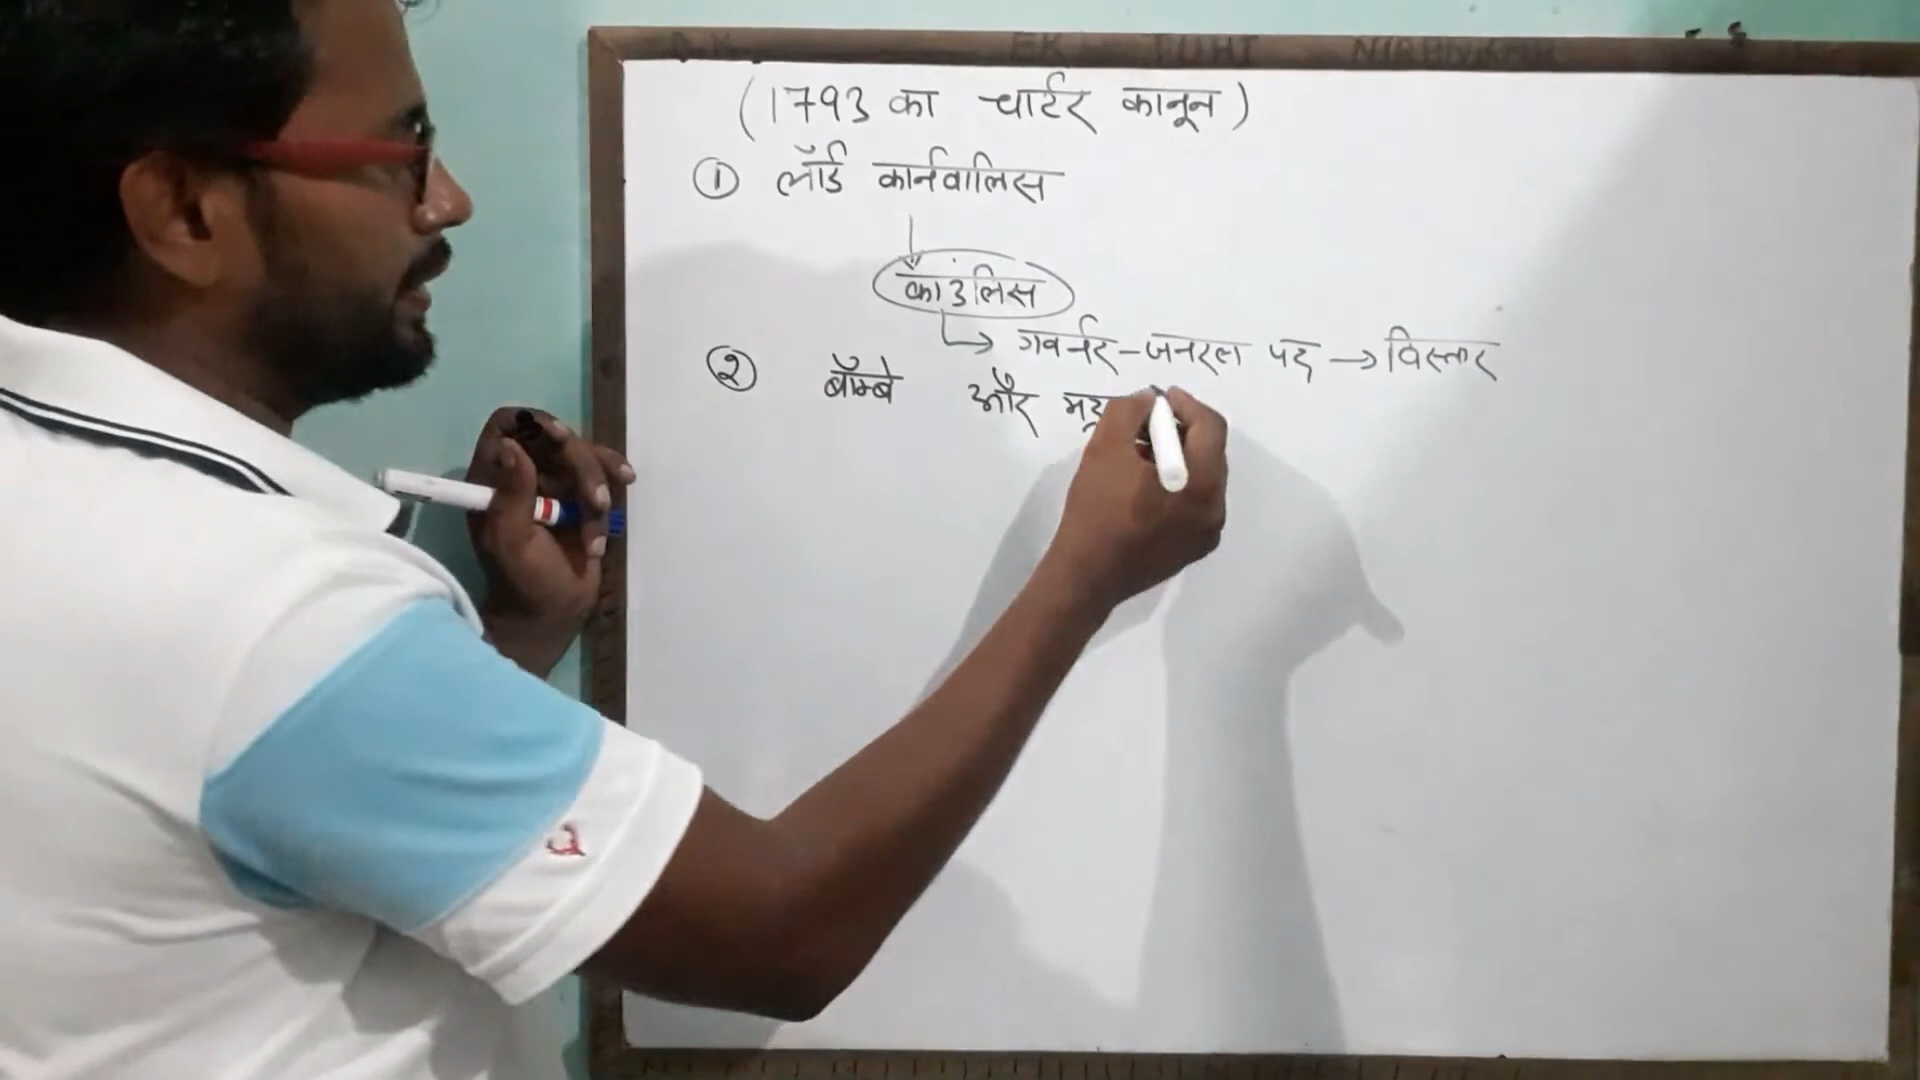 (1793 का चार्टर कानून)
① लॉर्ड कार्नवालिस
काउंलिस
↳ गवर्नर-जनरल पद → विस्तार
② बॉम्बे और